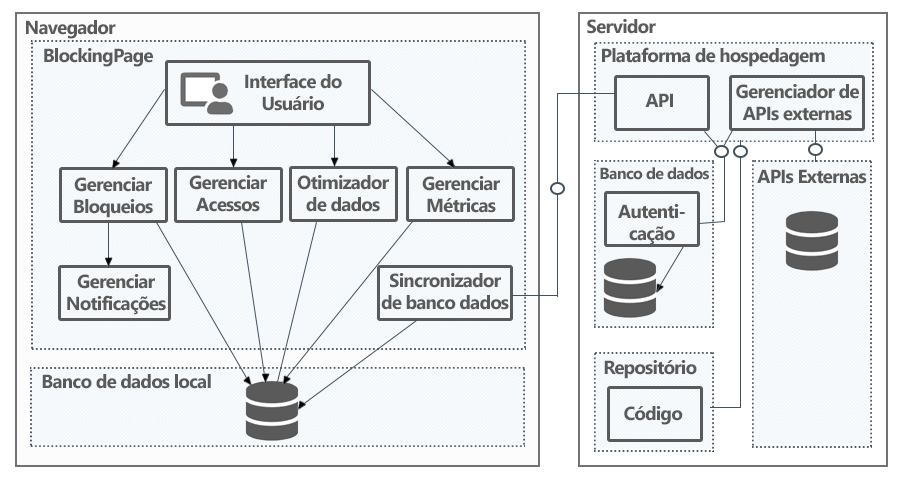 Navegador
BlockingPage
Interface do
Usuário
Gerenciar
Bloqueios
Gerenciar
Acessos
Otimizador
de dados
Gerenciar
Métricas
Gerenciar
Notificações
Sincronizador
de banco dados
Banco de dados local
Servidor
Plataforma de hospedagem
API
Gerenciador de
APIs externas
Banco de dados
Autenti-
cação
APIs Externas
Repositório
Código